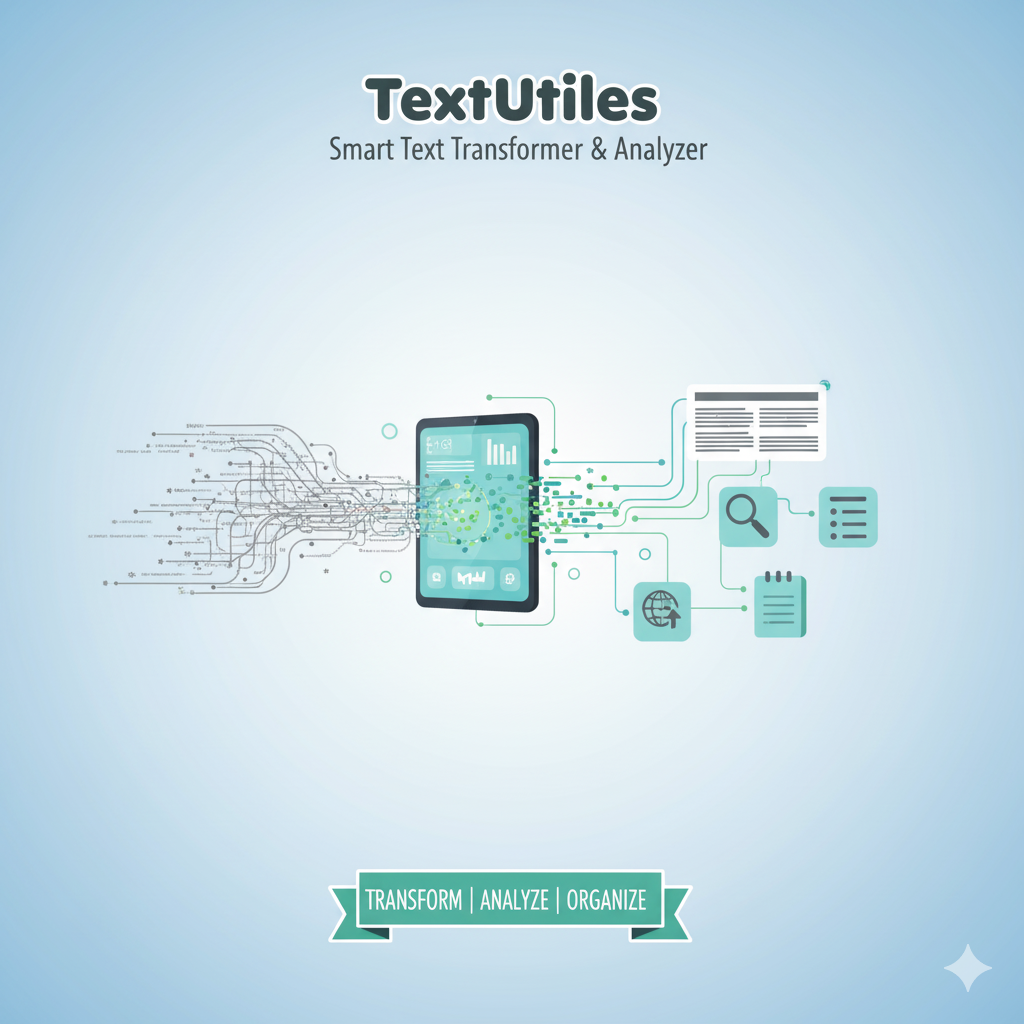 TextUtiles
Smart Text Transformer & Analyzer
TRANSFORM | ANALYZE | ORGANIZE